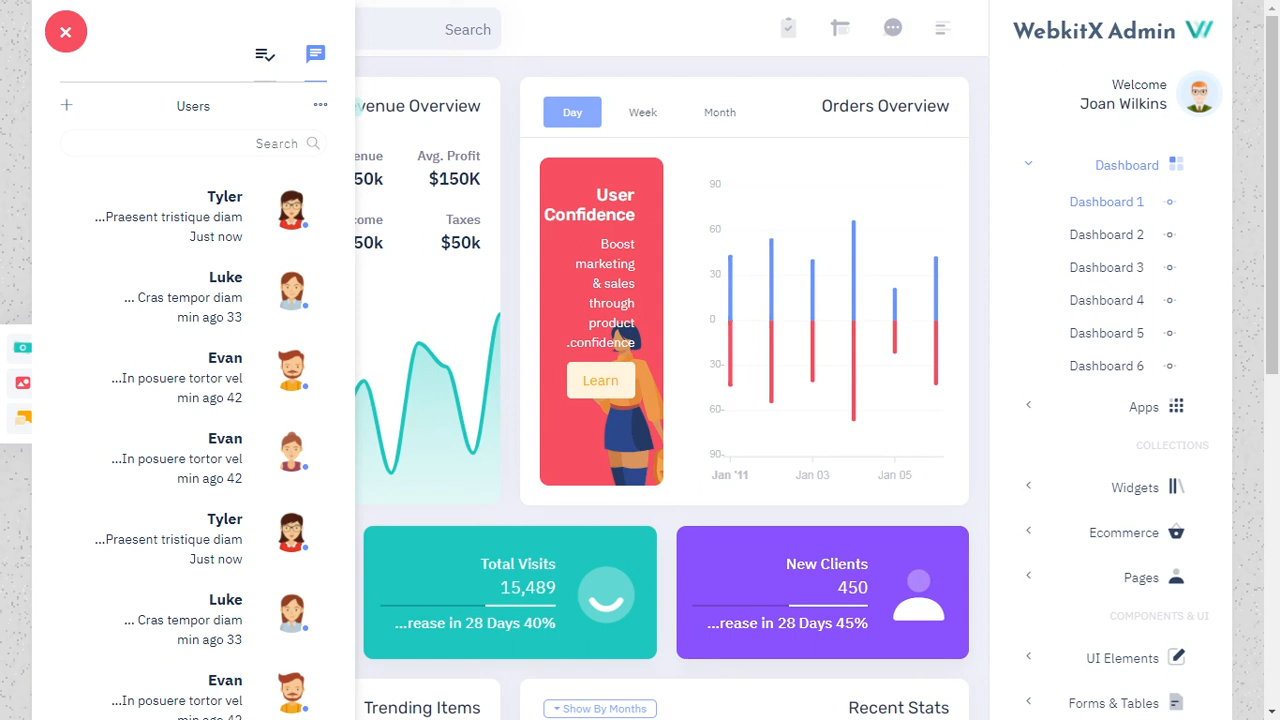 Search
WebkitX Admin
Welcome
Joan Wilkins
Dashboard
Dashboard 1
Dashboard 2
Dashboard 3
Dashboard 4
Dashboard 5
Dashboard 6
Apps
COLLECTIONS
Widgets
Ecommerce
Pages
COMPONENTS & UI
UI Elements
Forms & Tables
Users
Search
Tyler
...Praesent tristique diam
Just now
Luke
... Cras tempor diam
min ago 33
Evan
...In posuere tortor vel
min ago 42
Evan
...In posuere tortor vel
min ago 42
Tyler
...Praesent tristique diam
Just now
Luke
... Cras tempor diam
min ago 33
Evan
...In posuere tortor vel
min ago 42
venue Overview
enue
50k
Avg. Profit
$150K
ome
50k
Taxes
$50k
Day
Week
Month
Orders Overview
User
Confidence
Boost
marketing
& sales
through
product
.confidence
Learn
90
60
30
0
30-
60-
90-
Jan '11
Jan 03
Jan 05
Total Visits
15,489
...rease in 28 Days 40%
New Clients
450
...rease in 28 Days 45%
Trending Items
Show By Months
Recent Stats